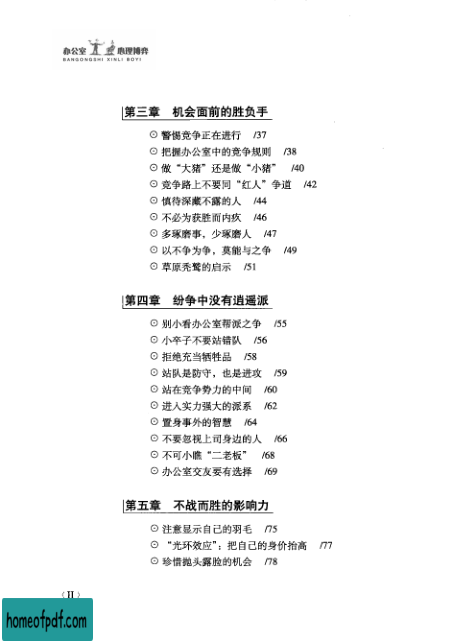 办公室 心理博弈
BANGONGSHI XINLI BOYI
第三章 机会面前的胜负手
⊙ 警惕竞争正在进行 /37
⊙ 把握办公室中的竞争规则 /38
⊙ 做“大猪”还是做“小猪” /40
⊙ 竞争路上不要同“红人”争道 /42
⊙ 慎待深藏不露的人 /44
⊙ 不必为获胜而内疚 /46
⊙ 多琢磨事，少琢磨人 /47
⊙ 以不争为争，莫能与之争 /49
⊙ 草原秃鹫的启示 /51
第四章 纷争中没有逍遥派
⊙ 别小看办公室帮派之争 /55
⊙ 小卒子不要站错队 /56
⊙ 拒绝充当牺牲品 /58
⊙ 站队是防守，也是进攻 /59
⊙ 站在竞争势力的中间 /60
⊙ 进入实力强大的派系 /62
⊙ 置身事外的智慧 /64
⊙ 不要忽视上司身边的人 /66
⊙ 不可小瞧“二老板” /68
⊙ 办公室交友要有选择 /69
第五章 不战而胜的影响力
⊙ 注意显示自己的羽毛 /75
⊙ “光环效应”：把自己的身价抬高 /77
⊙ 珍惜抛头露脸的机会 /78
〈II〉
homeofpdf.com